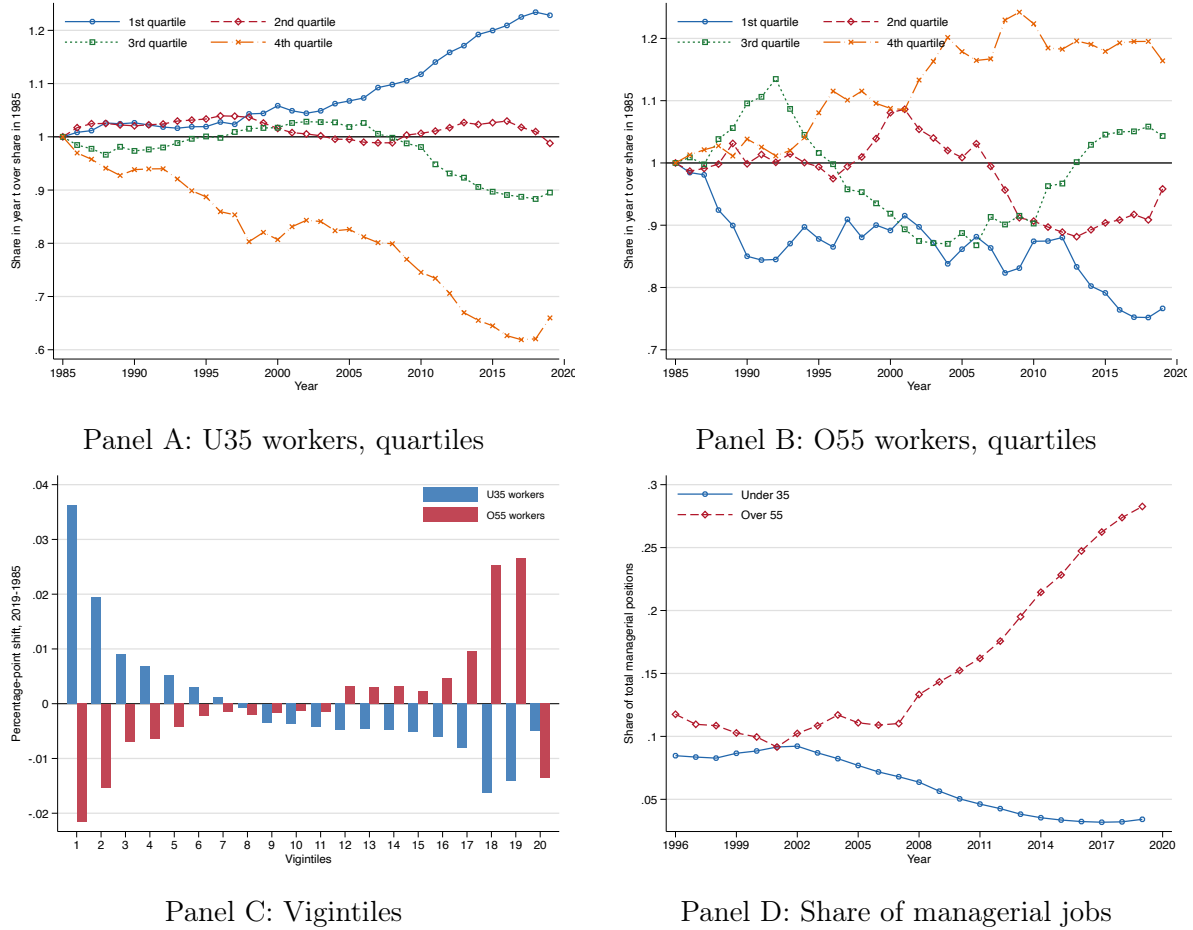 1st quartile 2nd quartile
3rd quartile 4th quartile
Share in year t over share in 1985
1.2
1.1
1
.9
.8
.7
.6
1985 1990 1995 2000 2005 2010 2015 2020
Year
Panel A: U35 workers, quartiles
1st quartile 2nd quartile
3rd quartile 4th quartile
Share in year t over share in 1985
1.2
1.1
1
.9
.8
.7
1985 1990 1995 2000 2005 2010 2015 2020
Year
Panel B: O55 workers, quartiles
U35 workers
O55 workers
Percentage-point shift, 2019-1985
.04
.03
.02
.01
0
-.01
-.02
1 2 3 4 5 6 7 8 9 10 11 12 13 14 15 16 17 18 19 20
Vigintiles
Panel C: Vigintiles
Under 35
Over 55
Share of total managerial positions
.3
.25
.2
.15
.1
.05
1996 1999 2002 2005 2008 2011 2014 2017 2020
Year
Panel D: Share of managerial jobs